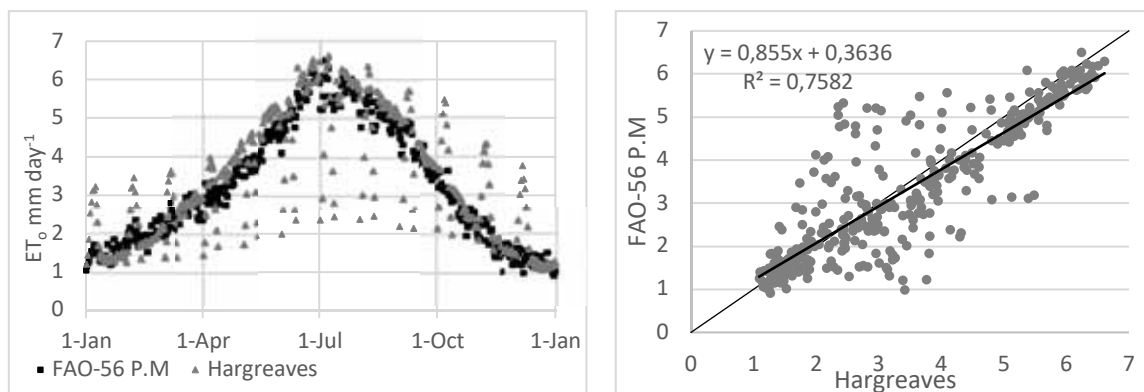 7
6
5
4
3
2
1
0
ETo mm day-1
1-Jan 1-Apr 1-Jul 1-Oct 1-Jan
FAO-56 P.M Hargreaves
7
6
5
4
3
2
1
0
FAO-56 P.M
y = 0,855x + 0,3636
R² = 0,7582
0 1 2 3 4 5 6 7
Hargreaves